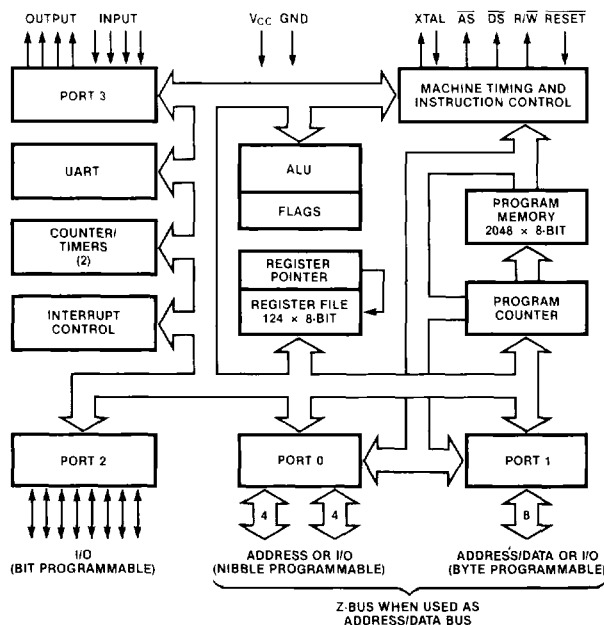 OUTPUT INPUT
VCC GND
XTAL AS DS R/W RESET
PORT 3
MACHINE TIMING AND
INSTRUCTION CONTROL
UART
ALU
FLAGS
COUNTER/
TIMERS
(2)
PROGRAM
MEMORY
2048 × 8-BIT
REGISTER
POINTER
REGISTER FILE
124 × 8-BIT
INTERRUPT
CONTROL
PROGRAM
COUNTER
PORT 2
PORT 0
PORT 1
4
4
8
I/O
(BIT PROGRAMMABLE)
ADDRESS OR I/O
(NIBBLE PROGRAMMABLE)
ADDRESS/DATA OR I/O
(BYTE PROGRAMMABLE)
Z-BUS WHEN USED AS
ADDRESS/DATA BUS